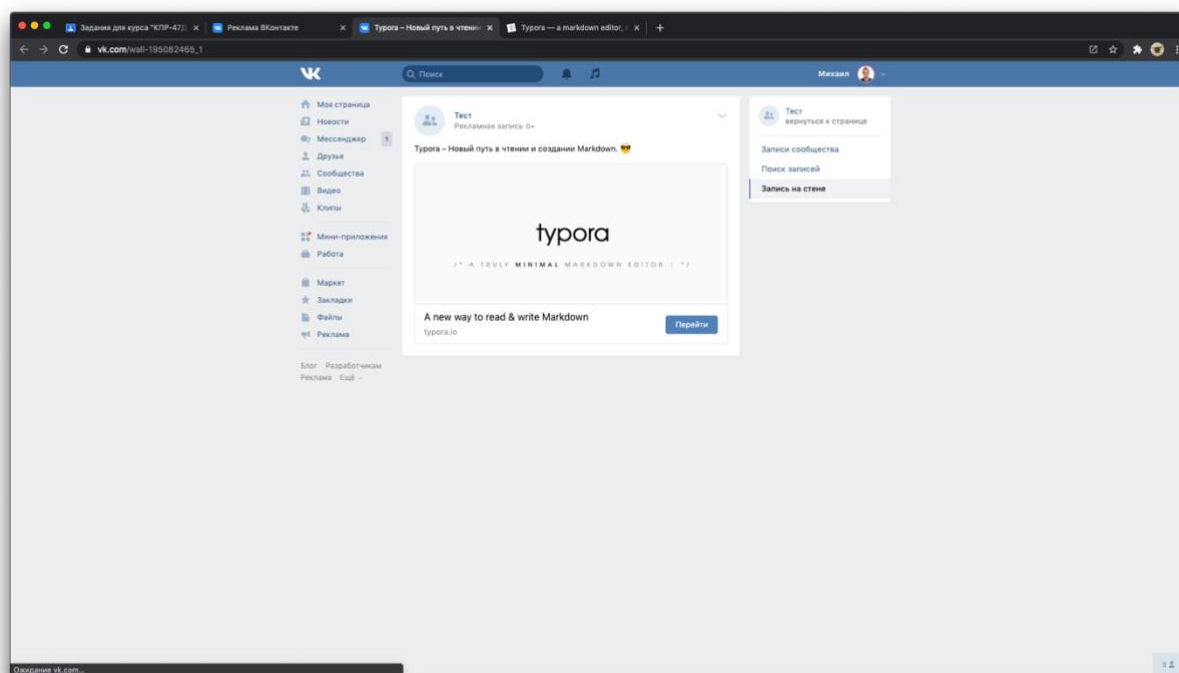 Задания для курса "КПР-47Д
Реклама ВКонтакте
Typora – Новый путь в чтении
Typora — a markdown editor,
vk.com/wall-195082465_1
Поиск
Михаил
Моя страница
Новости
Мессенджер 1
Друзья
Сообщества
Видео
Клипы
Мини-приложения
Работа
Маркет
Закладки
Файлы
Реклама
Блог Разработчикам
Реклама Ещё
Тест
Рекламная запись 0+
Typora – Новый путь в чтении и создании Markdown. 😎
typora
/* A TRULY MINIMAL MARKDOWN EDITOR.; */
A new way to read & write Markdown
typora.io
Перейти
Тест
вернуться к странице
Записи сообщества
Поиск записей
Запись на стене
Ожидание vk.com...